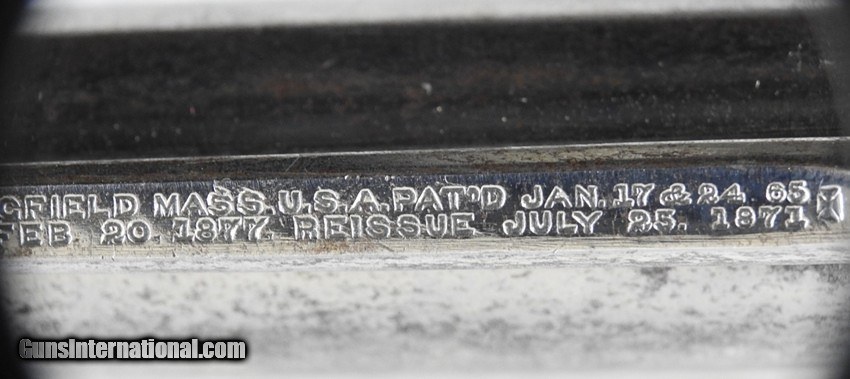 GFIELD MASS. U.S.A. PAT'D JAN. 17 & 24. 65
FEB. 20. 1877. REISSUE JULY 25. 1871.
GunsInternational.com